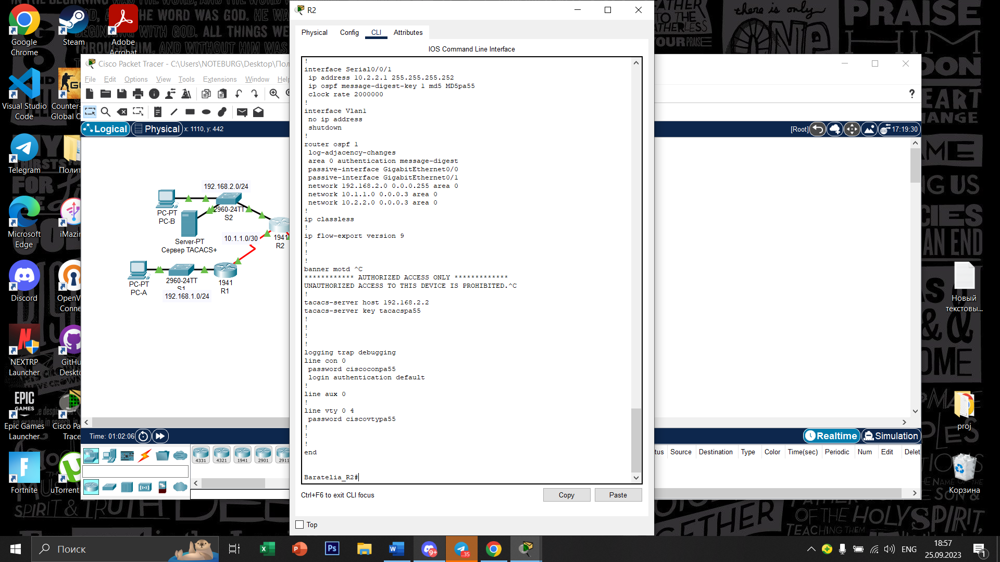 Google Chrome
Steam
Adobe Acrobat
Visual Studio Code
Telegram
Microsoft Edge
iMazin
Discord
OpenV Conne
NEXTRP Launcher
GitHu Deskto
EPIC GAMES
Epic Games Launcher
Cisco Pa Trace
Fortnite
uTorrent
Новый текстовы...
proj
Корзина
Cisco Packet Tracer - C:\Users\NOTEBURG\Desktop\Пол
File Edit Options View Tools Extensions Window Help
Logical
Physical
x: 1110, y: 442
[Root]
17:19:30
192.168.2.0/24
PC-PT
PC-B
2960-24TT
S2
Server-PT
Сервер TACACS+
10.1.1.0/30
1941
R2
PC-PT
PC-A
2960-24TT
S1
192.168.1.0/24
1941
R1
Time: 01:02:06
Realtime
Simulation
4331
4321
1941
2901
2911
tus Source Destination Type Color Time(sec) Periodic Num Edit Delet
R2
Physical Config CLI Attributes
IOS Command Line Interface
!
interface Serial0/0/1
ip address 10.2.2.1 255.255.255.252
ip ospf message-digest-key 1 md5 MD5pa55
clock rate 2000000
!
interface Vlan1
no ip address
shutdown
!
router ospf 1
log-adjacency-changes
area 0 authentication message-digest
passive-interface GigabitEthernet0/0
passive-interface GigabitEthernet0/1
network 192.168.2.0 0.0.0.255 area 0
network 10.1.1.0 0.0.0.3 area 0
network 10.2.2.0 0.0.0.3 area 0
!
ip classless
!
ip flow-export version 9
!
!
!
banner motd ^C
************ AUTHORIZED ACCESS ONLY *************
UNAUTHORIZED ACCESS TO THIS DEVICE IS PROHIBITED.^C
!
tacacs-server host 192.168.2.2
tacacs-server key tacacspa55
!
!
!
!
logging trap debugging
line con 0
password ciscoconpa55
login authentication default
!
line aux 0
!
line vty 0 4
password ciscovtypa55
!
!
!
end
Baratelia_R2#
Ctrl+F6 to exit CLI focus
Copy
Paste
Top
Поиск
ENG
18:57
25.09.2023